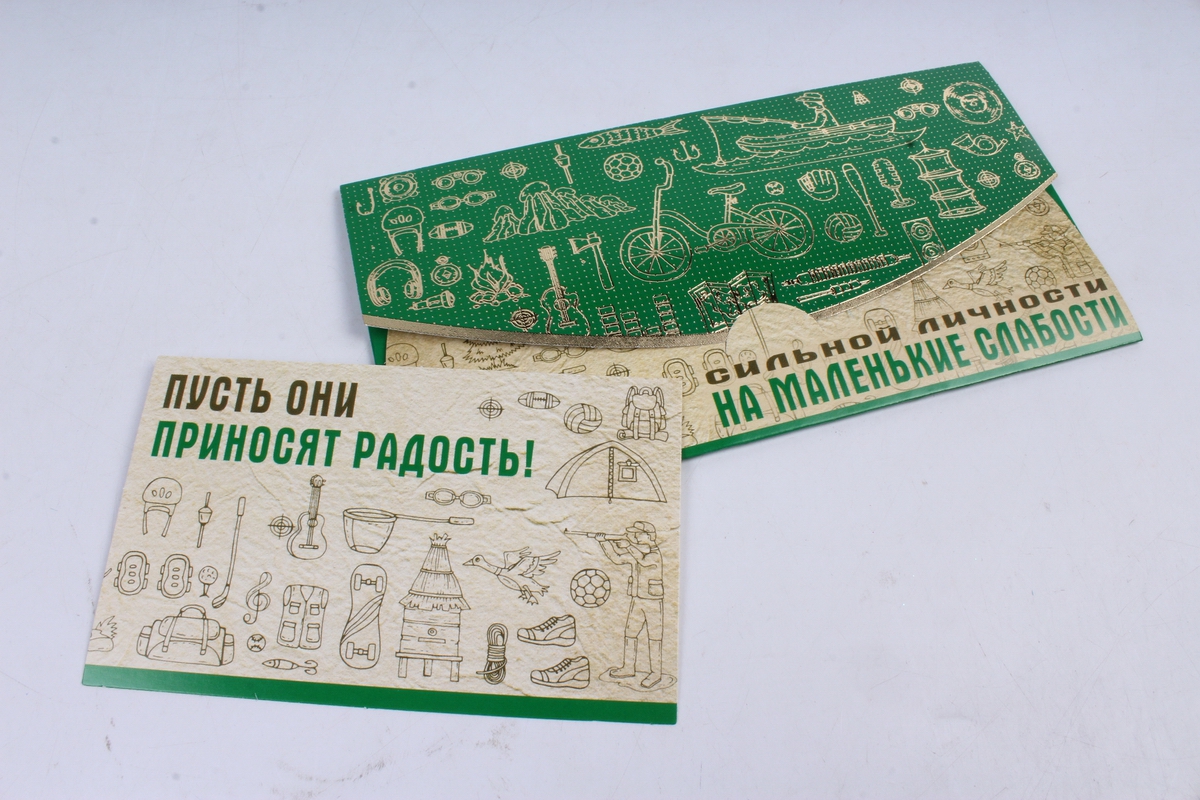 СИЛЬНОЙ ЛИЧНОСТИ
НА МАЛЕНЬКИЕ СЛАБОСТИ
ПУСТЬ ОНИ
ПРИНОСЯТ РАДОСТЬ!